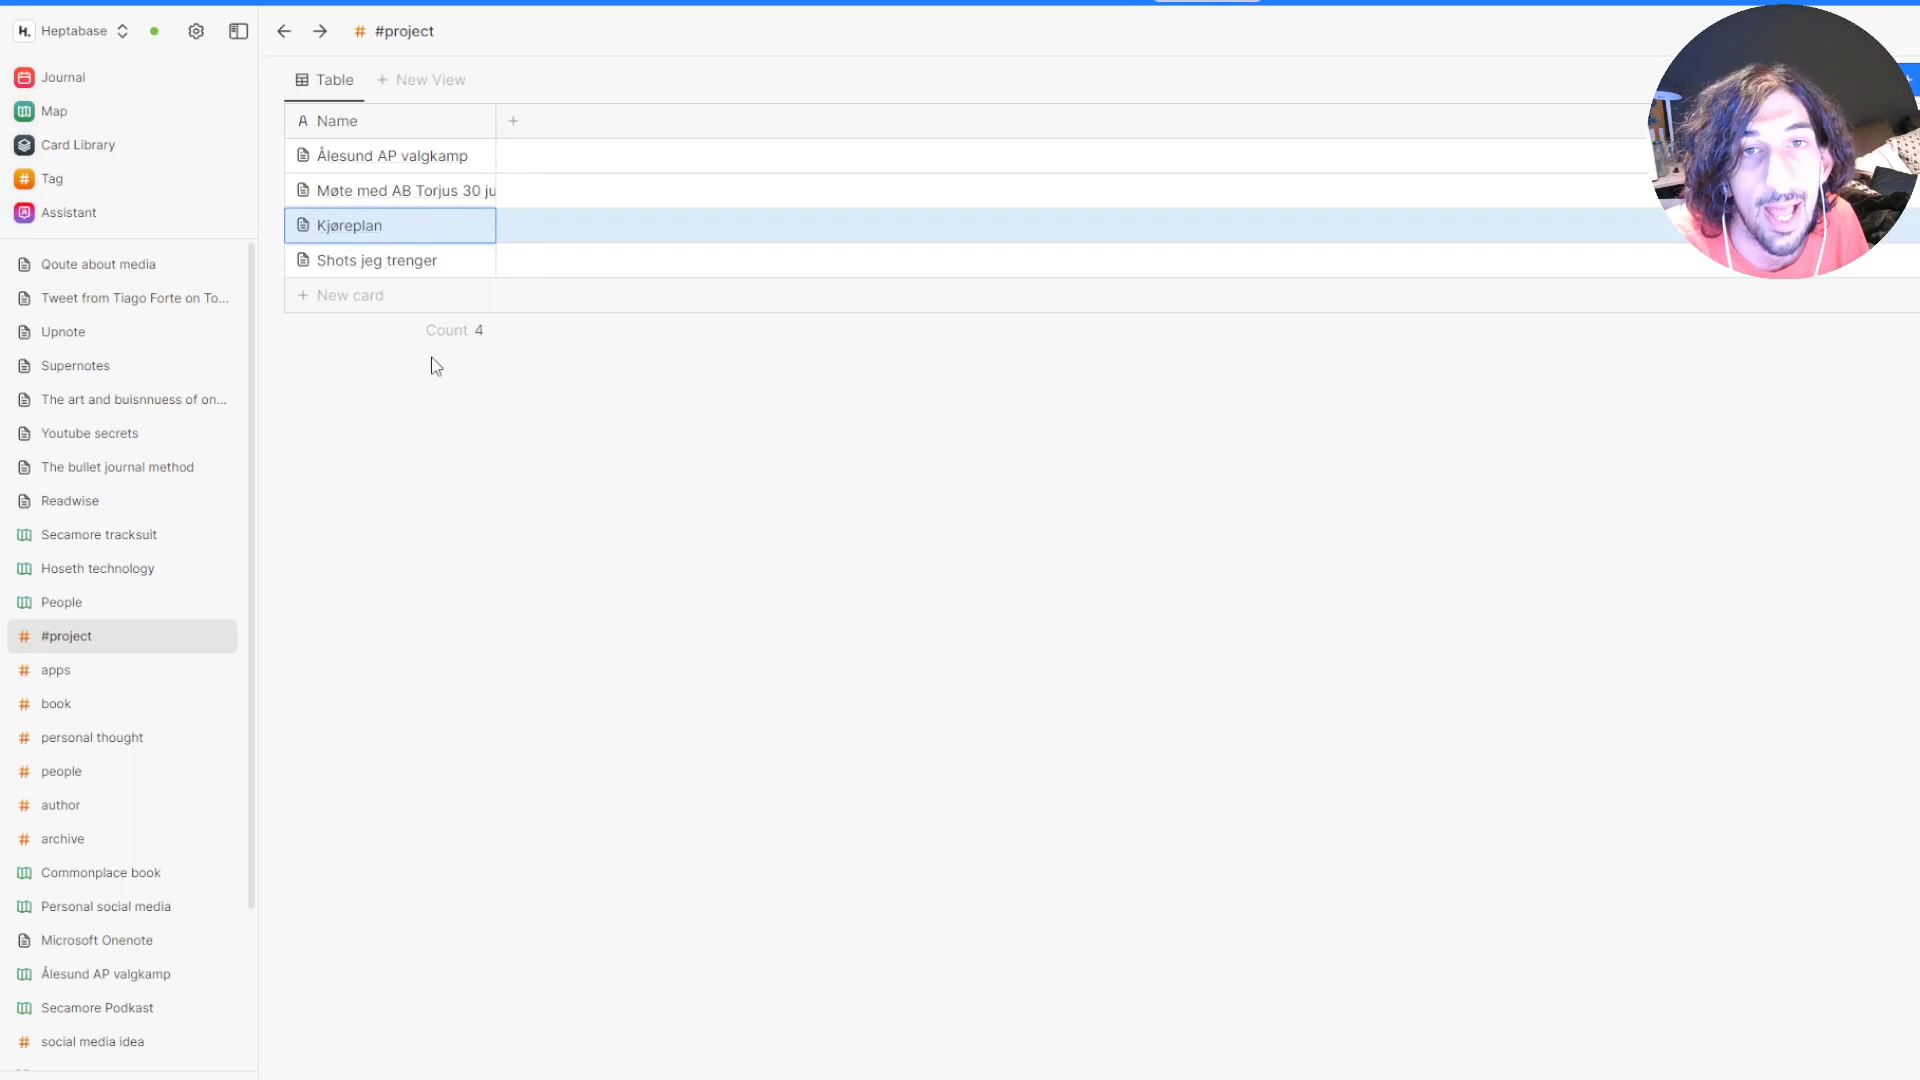 Heptabase
Journal
Map
Card Library
Tag
Assistant
Qoute about media
Tweet from Tiago Forte on To...
Upnote
Supernotes
The art and buisnnuess of on...
Youtube secrets
The bullet journal method
Readwise
Secamore tracksuit
Hoseth technology
People
# #project
# apps
# book
# personal thought
# people
# author
# archive
Commonplace book
Personal social media
Microsoft Onenote
Ålesund AP valgkamp
Secamore Podkast
# social media idea
# #project
Table + New View
A Name +
Ålesund AP valgkamp
Møte med AB Torjus 30 ju
Kjøreplan
Shots jeg trenger
+ New card
Count 4